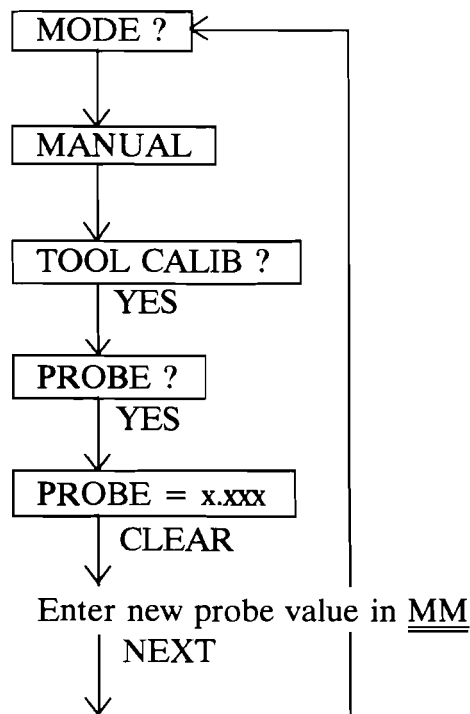 MODE ?
MANUAL
TOOL CALIB ?
YES
PROBE ?
YES
PROBE = x.xxx
CLEAR
Enter new probe value in MM
NEXT